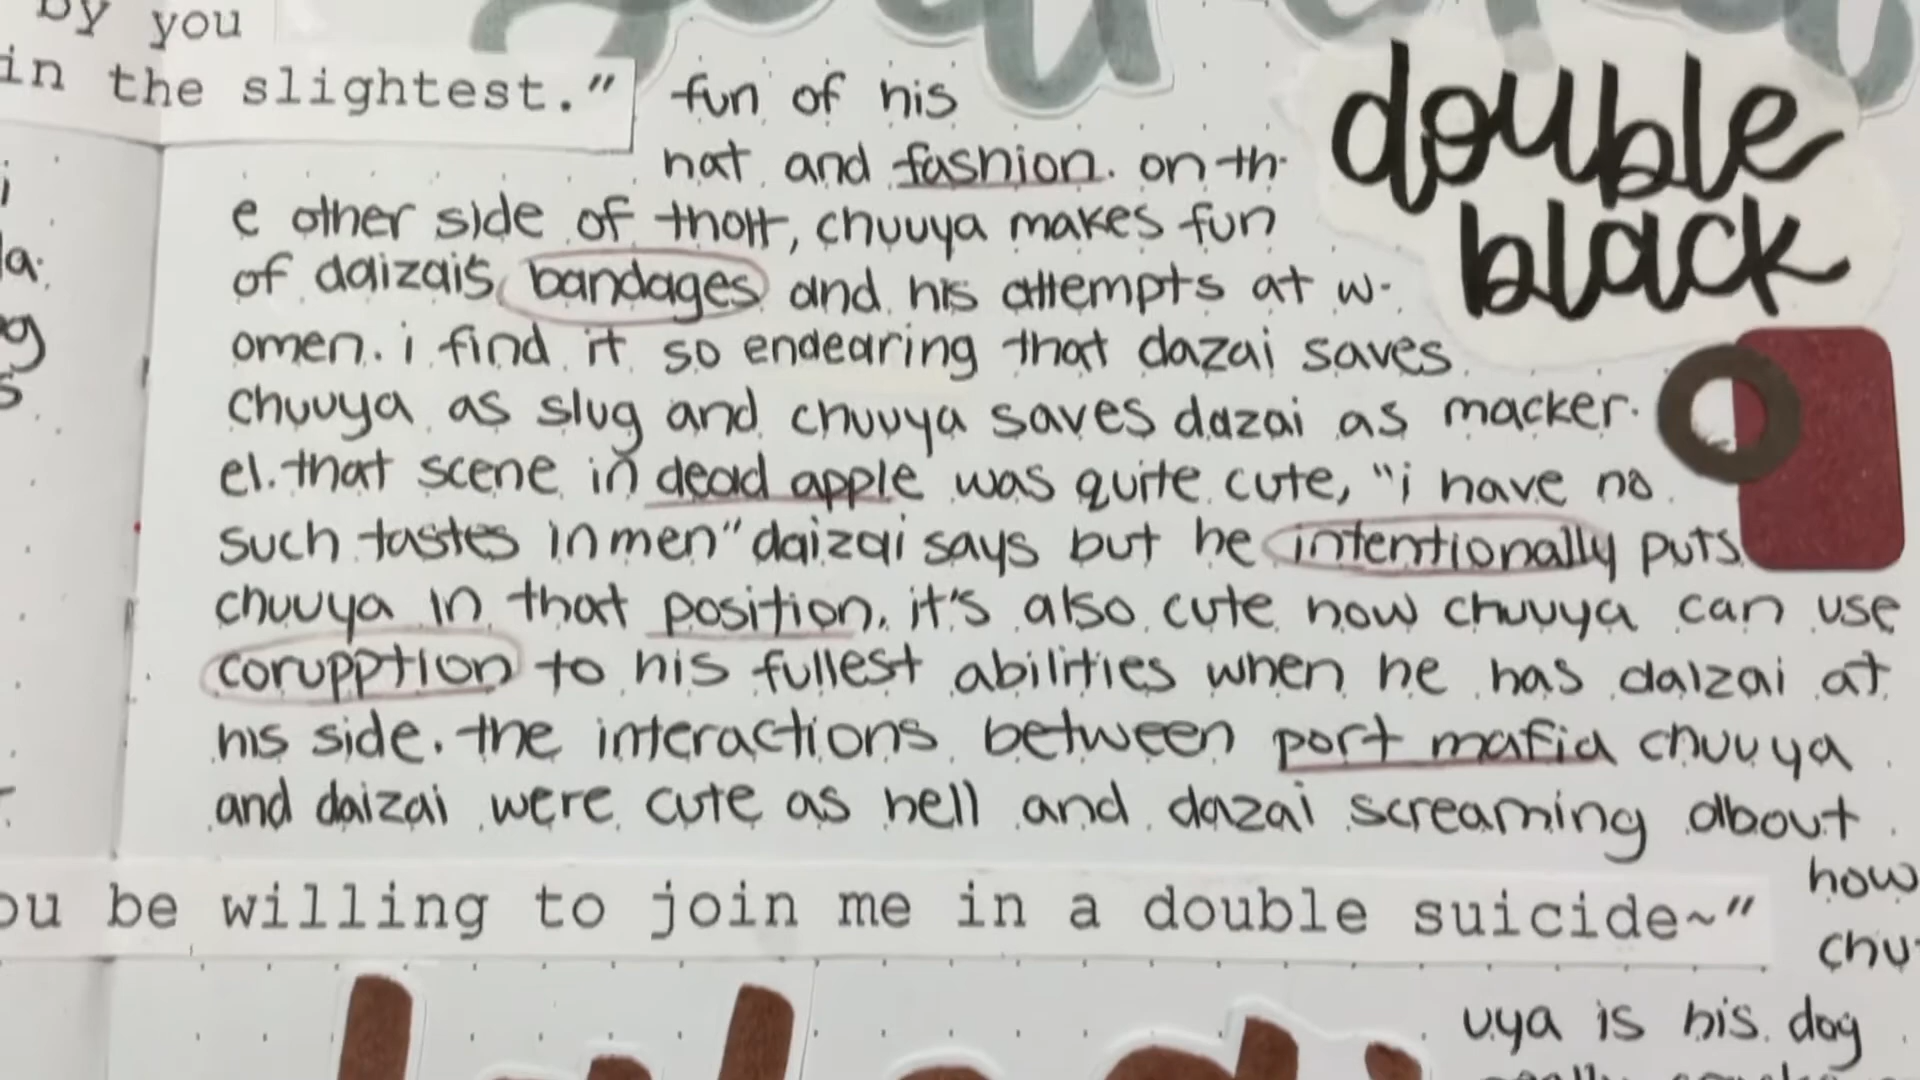 by you
in the slightest."
fun of his
hat and fashion. on th-
e other side of thatt, chuuya makes fun
of daizais bandages and his attempts at w-
omen. i find it so endearing that dazai saves
chuuya as slug and chuuya saves dazai as macker-
el. that scene in dead apple was quite cute, "i have no
such tastes in men" daizai says but he intentionally puts
chuuya in that position. it's also cute how chuuya can use
corupption to his fullest abilities when he has daizai at
his side. the interactions between port mafia chuuya
and daizai were cute as hell and dazai screaming about
be willing to join me in a double suicide~"
how
chu-
uya is his dog
double
black